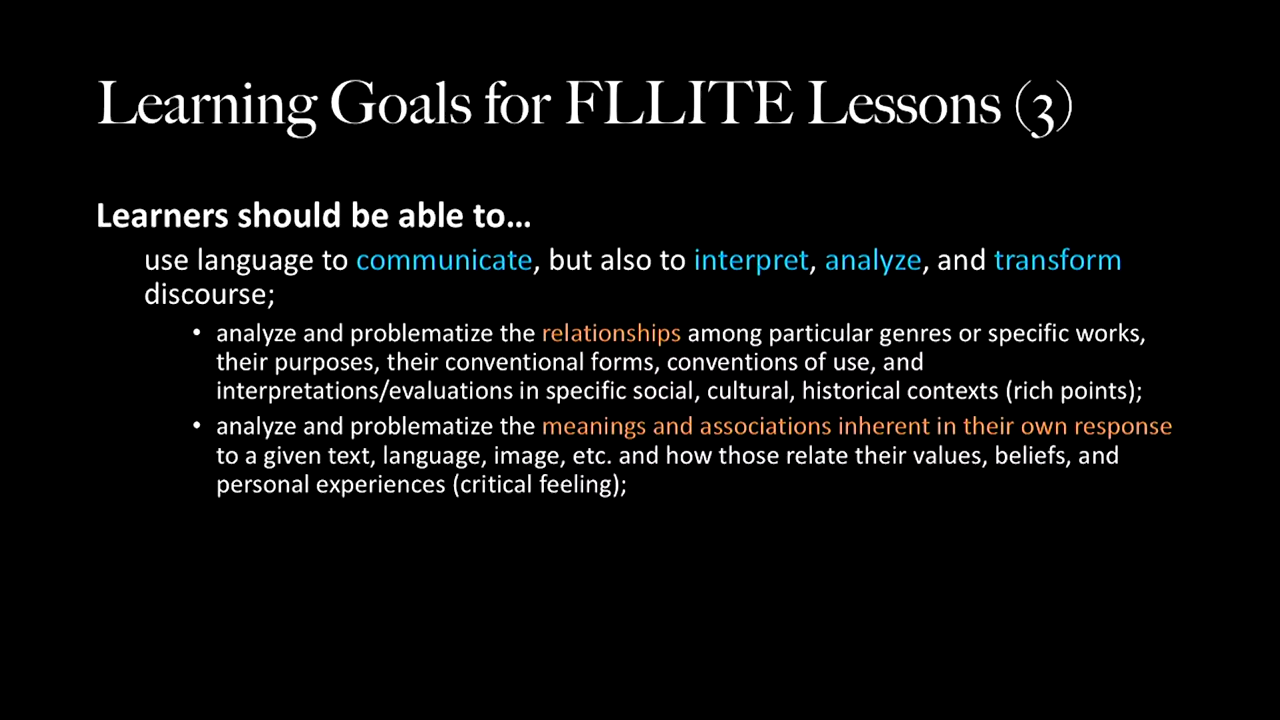 Learning Goals for FLLITE Lessons (3)
Learners should be able to…
use language to communicate, but also to interpret, analyze, and transform
discourse;
• analyze and problematize the relationships among particular genres or specific works,
their purposes, their conventional forms, conventions of use, and
interpretations/evaluations in specific social, cultural, historical contexts (rich points);
• analyze and problematize the meanings and associations inherent in their own response
to a given text, language, image, etc. and how those relate their values, beliefs, and
personal experiences (critical feeling);